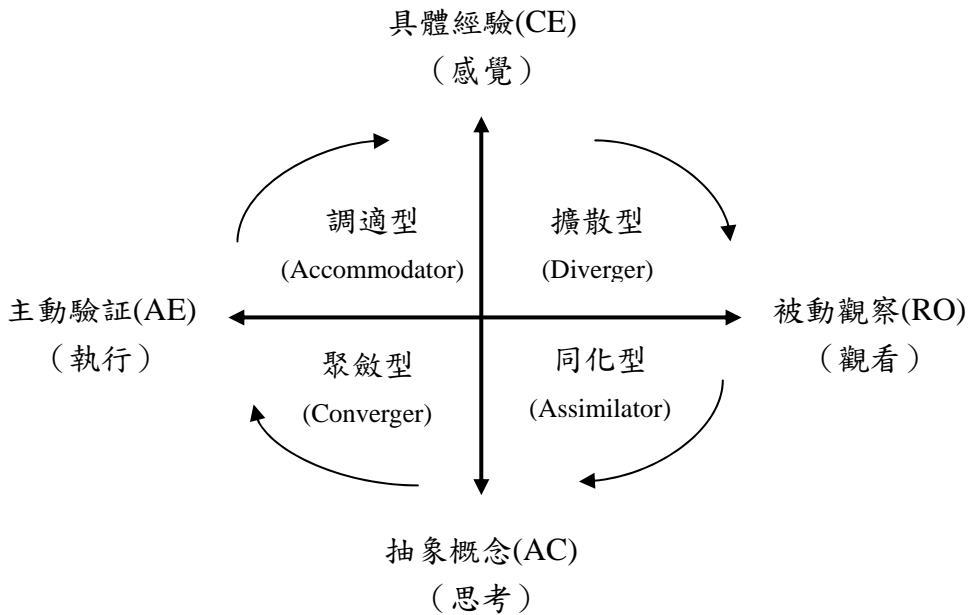 具體經驗(CE)
（感覺）
調適型
(Accommodator)
擴散型
(Diverger)
主動驗証(AE)
（執行）
被動觀察(RO)
（觀看）
聚斂型
(Converger)
同化型
(Assimilator)
抽象概念(AC)
（思考）